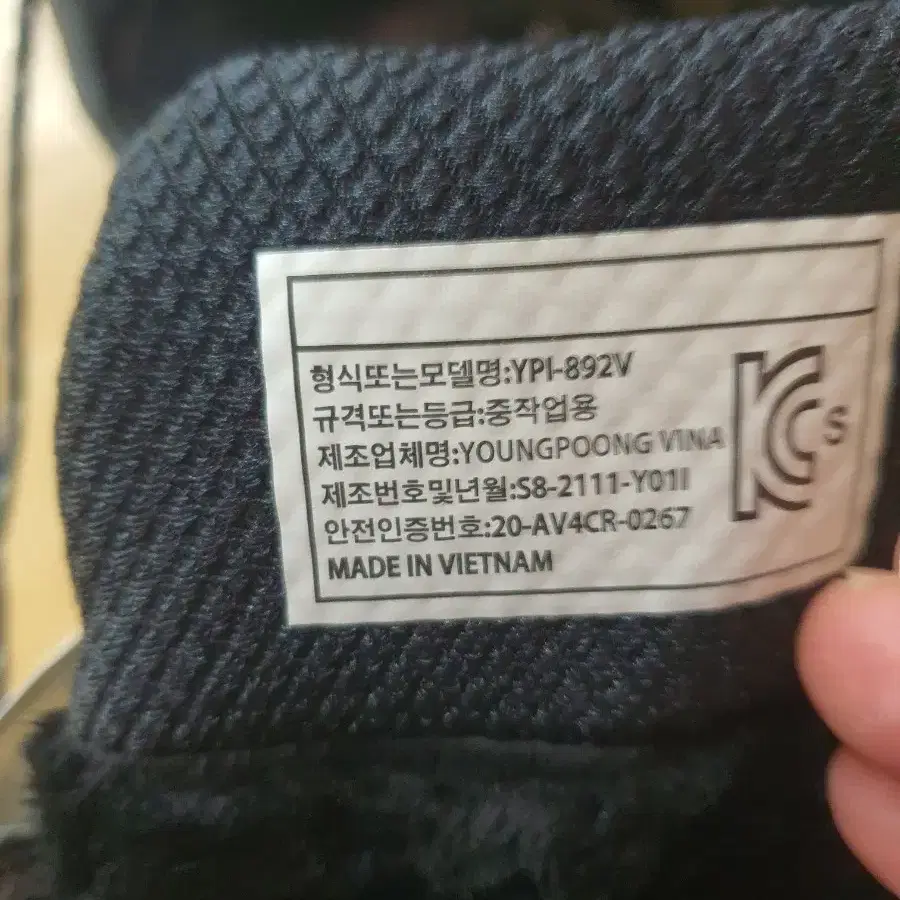 형식또는모델명:YPI-892V
규격또는등급:중작업용
제조업체명:YOUNGPOONG VINA
제조번호및년월:S8-2111-Y01I
안전인증번호:20-AV4CR-0267
MADE IN VIETNAM
KCs